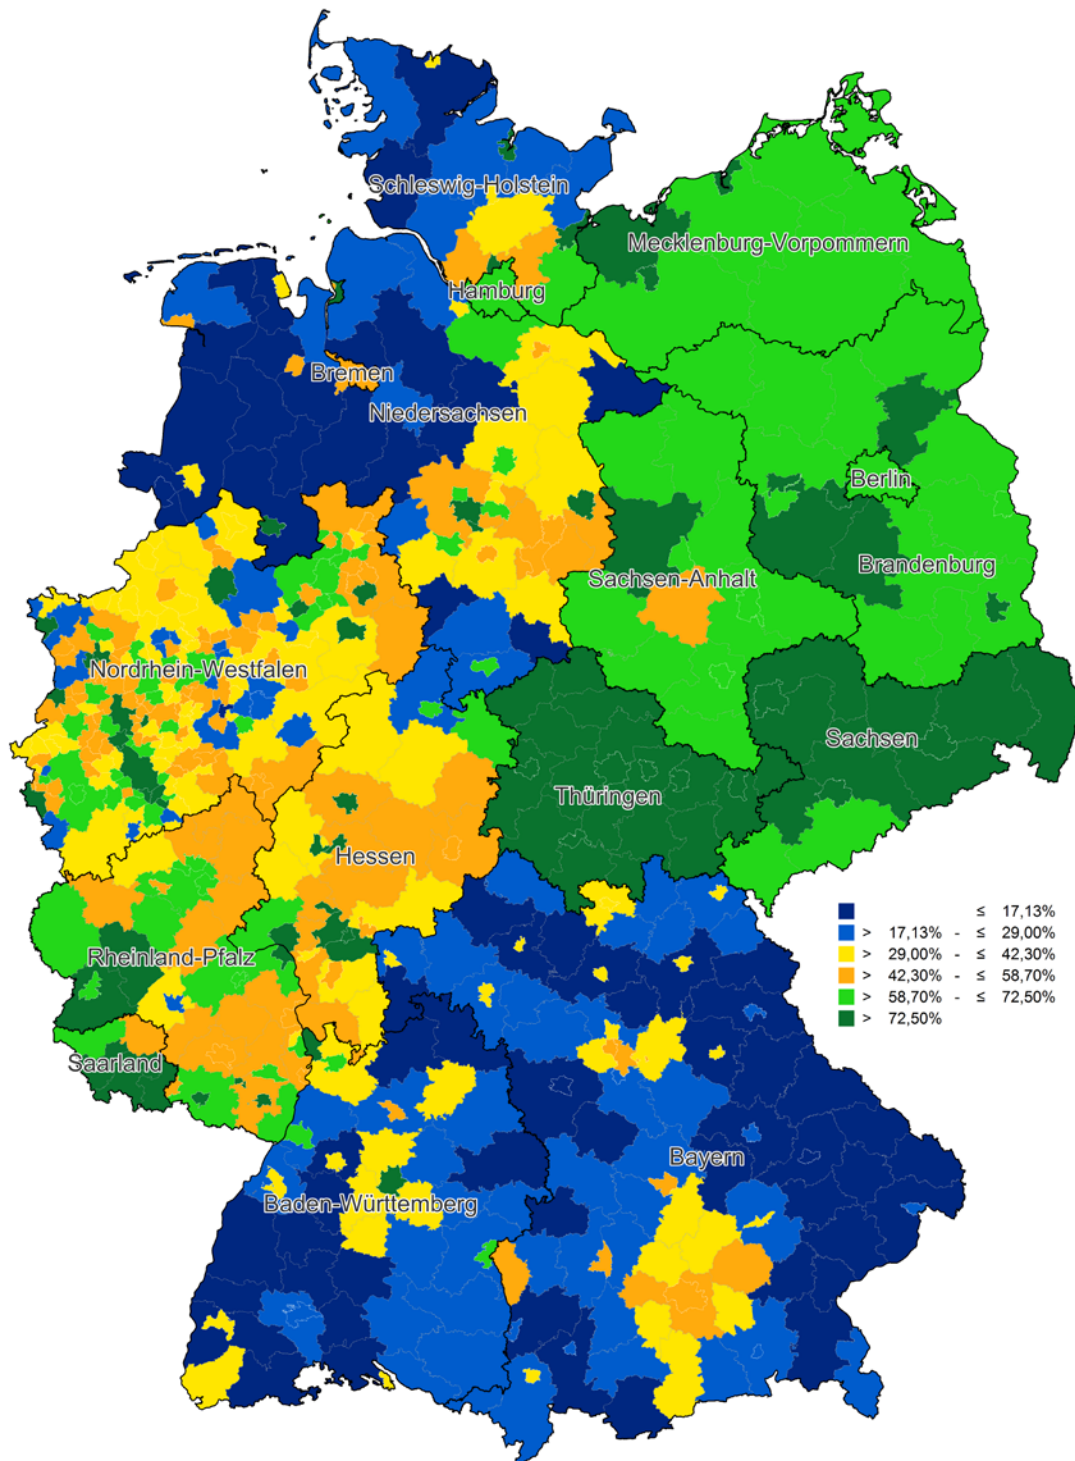 Schleswig-Holstein
Mecklenburg-Vorpommern
Hamburg
Bremen
Niedersachsen
Berlin
Brandenburg
Sachsen-Anhalt
Nordrhein-Westfalen
Sachsen
Thüringen
Hessen
≤ 17,13%
> 17,13% - ≤ 29,00%
> 29,00% - ≤ 42,30%
> 42,30% - ≤ 58,70%
> 58,70% - ≤ 72,50%
> 72,50%
Rheinland-Pfalz
Saarland
Bayern
Baden-Württemberg